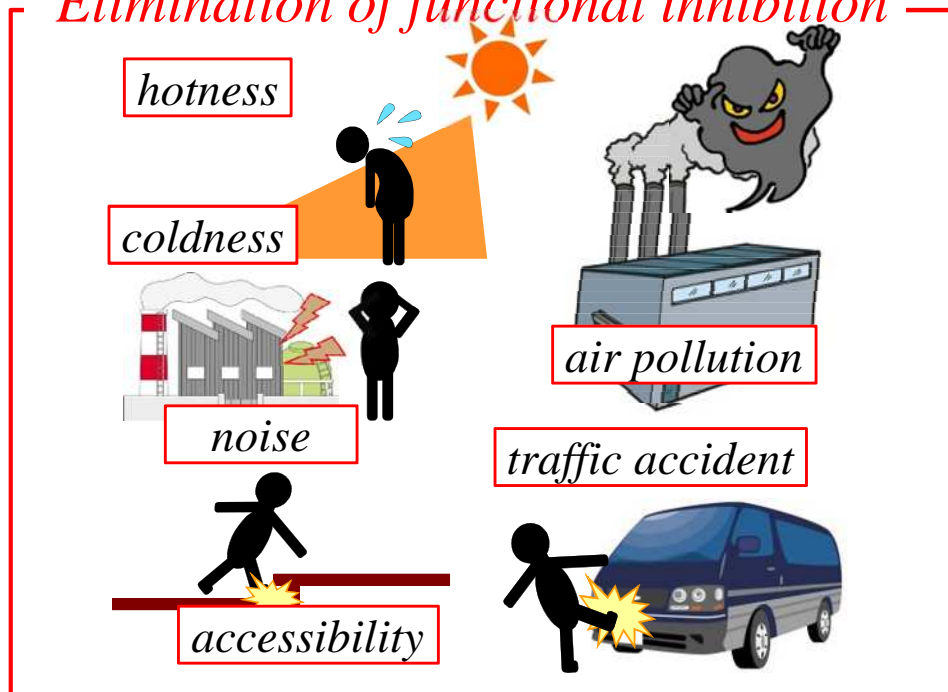 Elimination of functional inhibition
hotness
coldness
air pollution
noise
traffic accident
accessibility